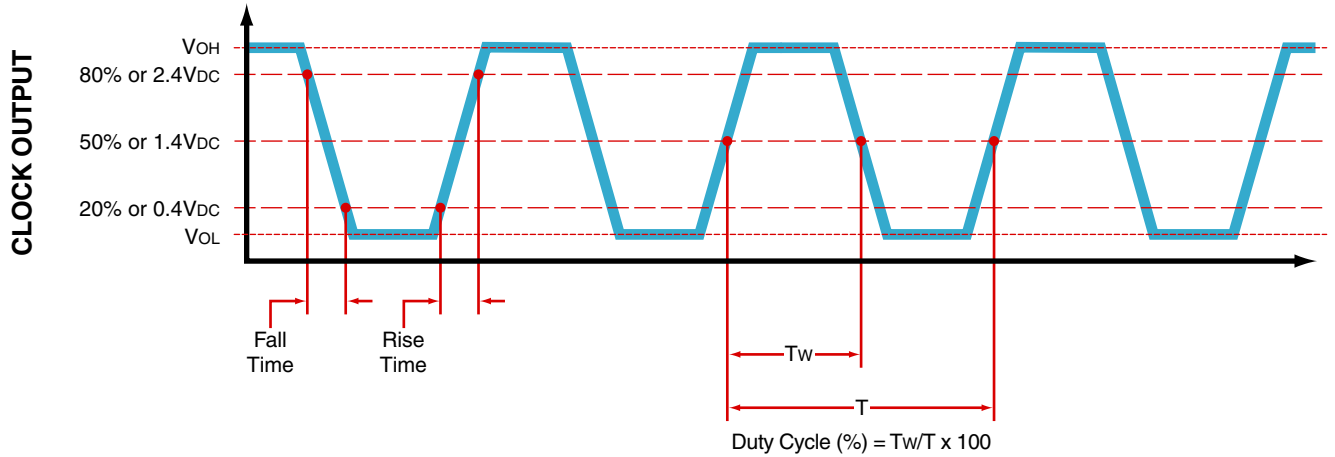 CLOCK OUTPUT
VOH
80% or 2.4VDC
50% or 1.4VDC
20% or 0.4VDC
VOL
Fall
Time
Rise
Time
TW
T
Duty Cycle (%) = TW/T x 100